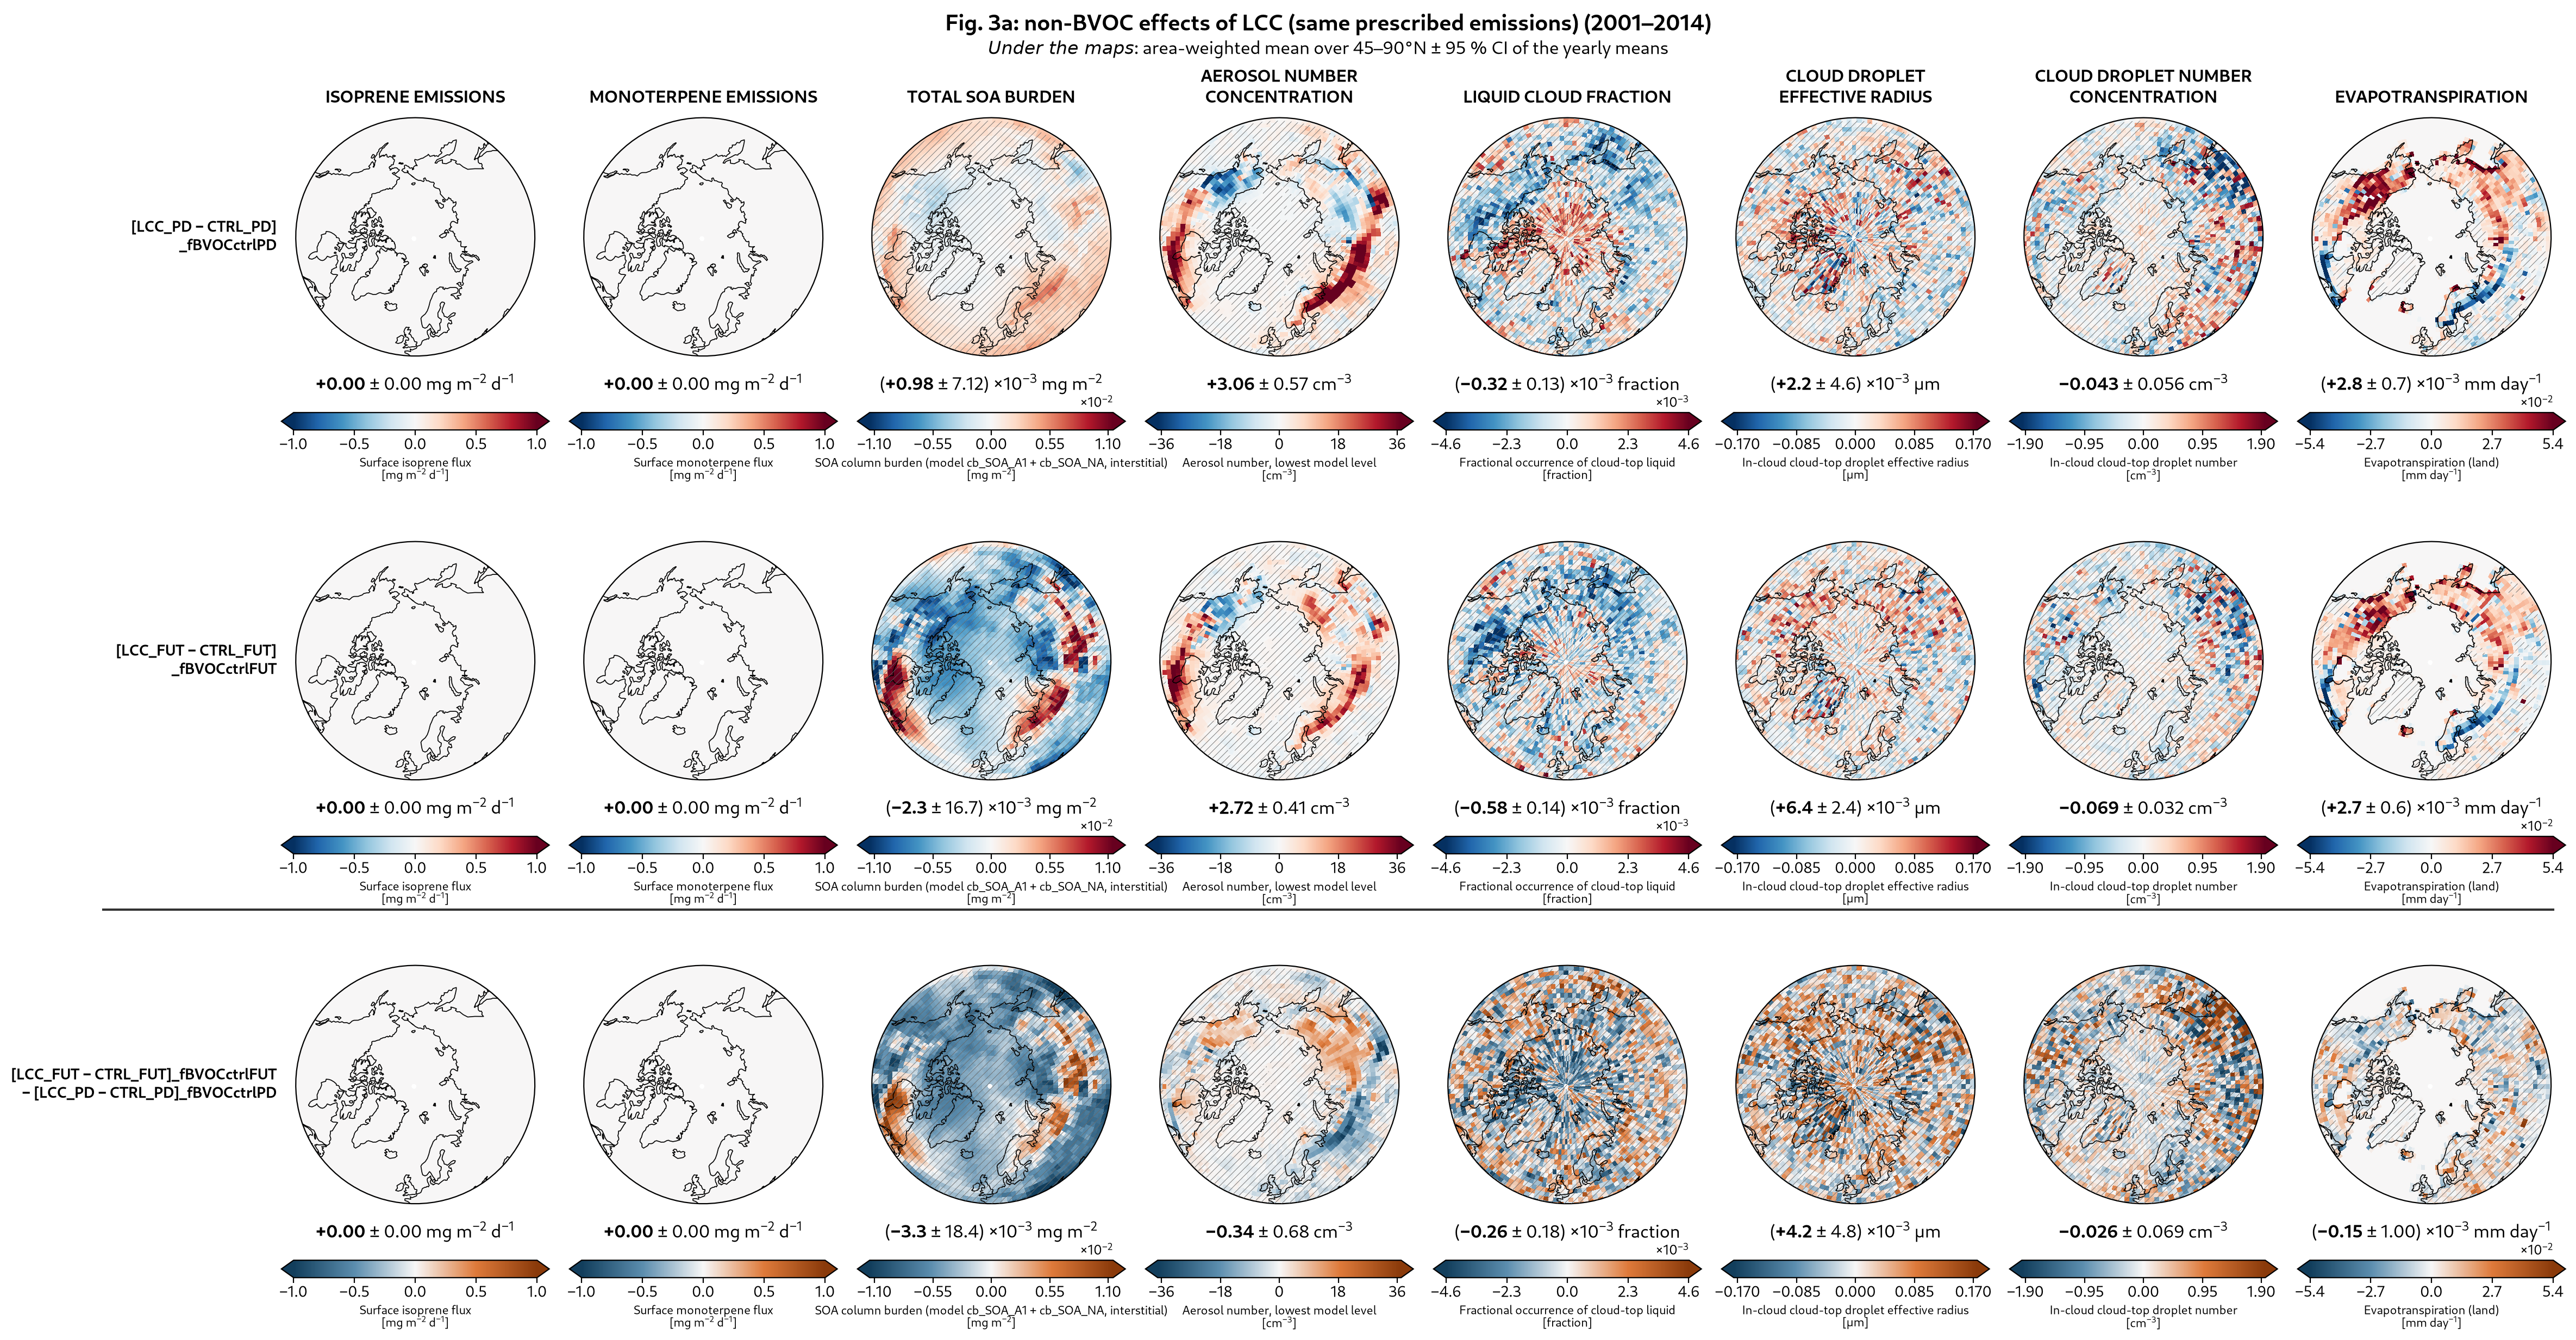 Fig. 3a: non-BVOC effects of LCC (same prescribed emissions) (2001–2014)
Under the maps: area-weighted mean over 45–90°N ± 95 % CI of the yearly means
ISOPRENE EMISSIONS
MONOTERPENE EMISSIONS
TOTAL SOA BURDEN
AEROSOL NUMBER
CONCENTRATION
LIQUID CLOUD FRACTION
CLOUD DROPLET
EFFECTIVE RADIUS
CLOUD DROPLET NUMBER
CONCENTRATION
EVAPOTRANSPIRATION
[LCC_PD − CTRL_PD]
_fBVOCctrlPD
+0.00 ± 0.00 mg m⁻² d⁻¹
+0.00 ± 0.00 mg m⁻² d⁻¹
(+0.98 ± 7.12) ×10⁻³ mg m⁻²
+3.06 ± 0.57 cm⁻³
(−0.32 ± 0.13) ×10⁻³ fraction
(+2.2 ± 4.6) ×10⁻³ µm
−0.043 ± 0.056 cm⁻³
(+2.8 ± 0.7) ×10⁻³ mm day⁻¹
×10⁻²
×10⁻³
×10⁻²
−1.0 −0.5 0.0 0.5 1.0
−1.0 −0.5 0.0 0.5 1.0
−1.10 −0.55 0.00 0.55 1.10
−36 −18 0 18 36
−4.6 −2.3 0.0 2.3 4.6
−0.170 −0.085 0.000 0.085 0.170
−1.90 −0.95 0.00 0.95 1.90
−5.4 −2.7 0.0 2.7 5.4
Surface isoprene flux
[mg m⁻² d⁻¹]
Surface monoterpene flux
[mg m⁻² d⁻¹]
SOA column burden (model cb_SOA_A1 + cb_SOA_NA, interstitial)
[mg m⁻²]
Aerosol number, lowest model level
[cm⁻³]
Fractional occurrence of cloud-top liquid
[fraction]
In-cloud cloud-top droplet effective radius
[µm]
In-cloud cloud-top droplet number
[cm⁻³]
Evapotranspiration (land)
[mm day⁻¹]
[LCC_FUT − CTRL_FUT]
_fBVOCctrlFUT
+0.00 ± 0.00 mg m⁻² d⁻¹
+0.00 ± 0.00 mg m⁻² d⁻¹
(−2.3 ± 16.7) ×10⁻³ mg m⁻²
+2.72 ± 0.41 cm⁻³
(−0.58 ± 0.14) ×10⁻³ fraction
(+6.4 ± 2.4) ×10⁻³ µm
−0.069 ± 0.032 cm⁻³
(+2.7 ± 0.6) ×10⁻³ mm day⁻¹
×10⁻²
×10⁻³
×10⁻²
−1.0 −0.5 0.0 0.5 1.0
−1.0 −0.5 0.0 0.5 1.0
−1.10 −0.55 0.00 0.55 1.10
−36 −18 0 18 36
−4.6 −2.3 0.0 2.3 4.6
−0.170 −0.085 0.000 0.085 0.170
−1.90 −0.95 0.00 0.95 1.90
−5.4 −2.7 0.0 2.7 5.4
Surface isoprene flux
[mg m⁻² d⁻¹]
Surface monoterpene flux
[mg m⁻² d⁻¹]
SOA column burden (model cb_SOA_A1 + cb_SOA_NA, interstitial)
[mg m⁻²]
Aerosol number, lowest model level
[cm⁻³]
Fractional occurrence of cloud-top liquid
[fraction]
In-cloud cloud-top droplet effective radius
[µm]
In-cloud cloud-top droplet number
[cm⁻³]
Evapotranspiration (land)
[mm day⁻¹]
[LCC_FUT − CTRL_FUT]_fBVOCctrlFUT
− [LCC_PD − CTRL_PD]_fBVOCctrlPD
+0.00 ± 0.00 mg m⁻² d⁻¹
+0.00 ± 0.00 mg m⁻² d⁻¹
(−3.3 ± 18.4) ×10⁻³ mg m⁻²
−0.34 ± 0.68 cm⁻³
(−0.26 ± 0.18) ×10⁻³ fraction
(+4.2 ± 4.8) ×10⁻³ µm
−0.026 ± 0.069 cm⁻³
(−0.15 ± 1.00) ×10⁻³ mm day⁻¹
×10⁻²
×10⁻³
×10⁻²
−1.0 −0.5 0.0 0.5 1.0
−1.0 −0.5 0.0 0.5 1.0
−1.10 −0.55 0.00 0.55 1.10
−36 −18 0 18 36
−4.6 −2.3 0.0 2.3 4.6
−0.170 −0.085 0.000 0.085 0.170
−1.90 −0.95 0.00 0.95 1.90
−5.4 −2.7 0.0 2.7 5.4
Surface isoprene flux
[mg m⁻² d⁻¹]
Surface monoterpene flux
[mg m⁻² d⁻¹]
SOA column burden (model cb_SOA_A1 + cb_SOA_NA, interstitial)
[mg m⁻²]
Aerosol number, lowest model level
[cm⁻³]
Fractional occurrence of cloud-top liquid
[fraction]
In-cloud cloud-top droplet effective radius
[µm]
In-cloud cloud-top droplet number
[cm⁻³]
Evapotranspiration (land)
[mm day⁻¹]